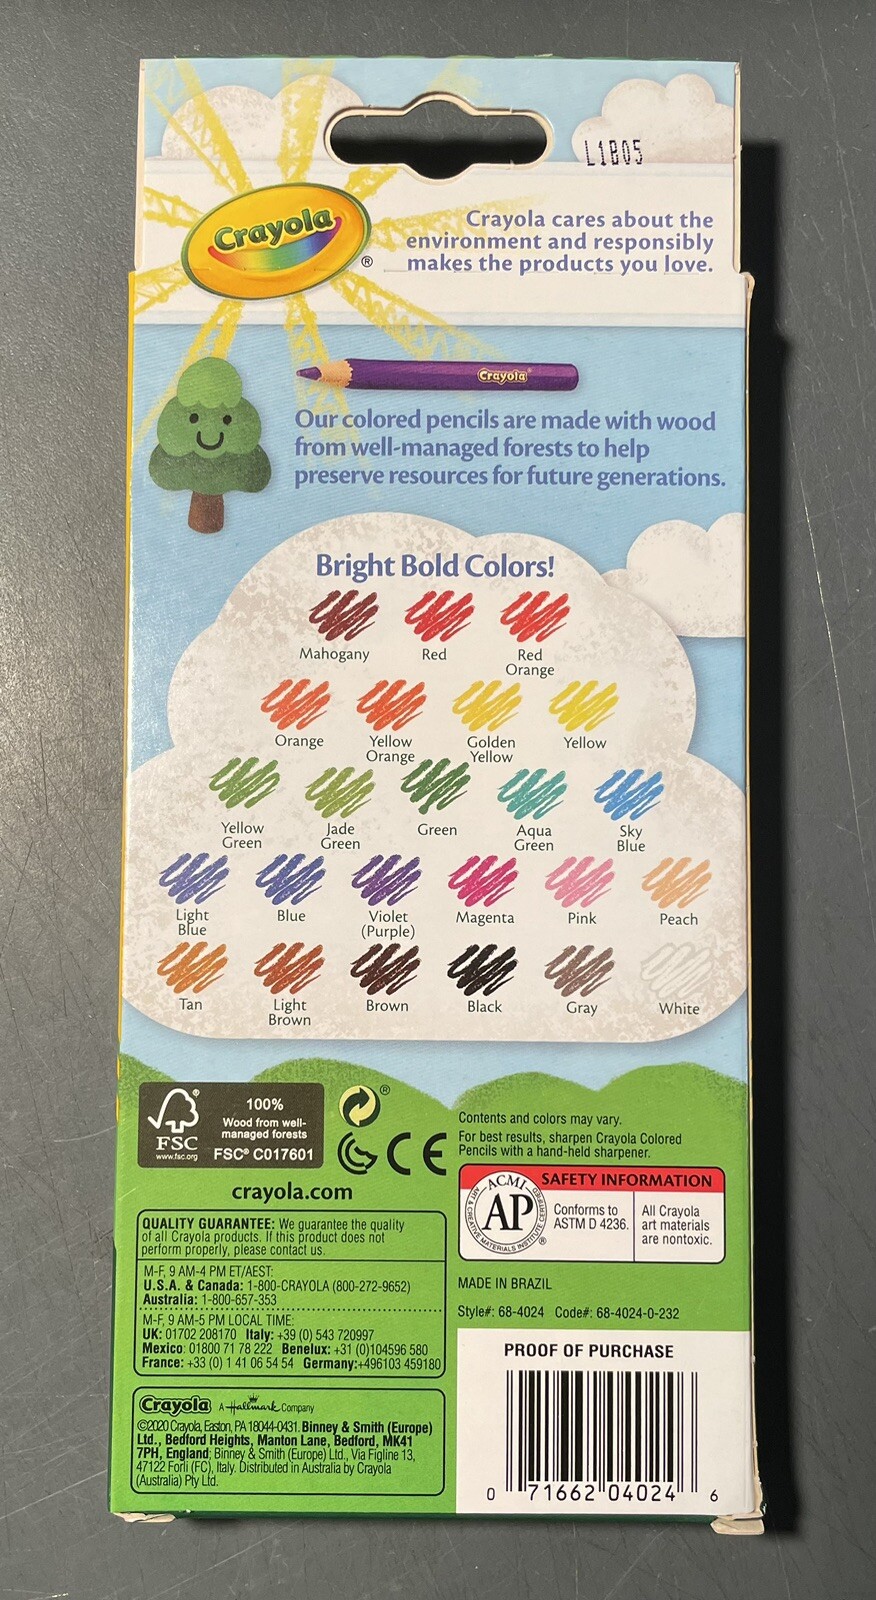 L1B05
Crayola®
Crayola cares about the
environment and responsibly
makes the products you love.
Crayola
Our colored pencils are made with wood
from well-managed forests to help
preserve resources for future generations.
Bright Bold Colors!
Mahogany Red Red
Orange
Orange Yellow
Orange Golden
Yellow Yellow
Yellow
Green Jade
Green Green Aqua
Green Sky
Blue
Light
Blue Blue Violet
(Purple) Magenta Pink Peach
Tan Light
Brown Brown Black Gray White
FSC®
www.fsc.org
100%
Wood from well-
managed forests
FSC® C017601
®
CE
crayola.com
Contents and colors may vary.
For best results, sharpen Crayola Colored
Pencils with a hand-held sharpener.
SAFETY INFORMATION
ACMI
AP
ART & CREATIVE MATERIALS INSTITUTE CERTIFIED
®
Conforms to
ASTM D 4236.
All Crayola
art materials
are nontoxic.
QUALITY GUARANTEE: We guarantee the quality
of all Crayola products. If this product does not
perform properly, please contact us.
M-F, 9 AM-4 PM ET/AEST:
U.S.A. & Canada: 1-800-CRAYOLA (800-272-9652)
Australia: 1-800-657-353
M-F, 9 AM-5 PM LOCAL TIME:
UK: 01702 208170 Italy: +39 (0) 543 720997
Mexico: 01800 71 78 222 Benelux: +31 (0)104596 580
France: +33 (0) 1 41 06 54 54 Germany:+496103 459180
MADE IN BRAZIL
Style#: 68-4024 Code#: 68-4024-0-232
Crayola A Hallmark Company
©2020 Crayola, Easton, PA 18044-0431. Binney & Smith (Europe)
Ltd., Bedford Heights, Manton Lane, Bedford, MK41
7PH, England; Binney & Smith (Europe) Ltd., Via Figline 13,
47122 Forlì (FC), Italy. Distributed in Australia by Crayola
(Australia) Pty Ltd.
PROOF OF PURCHASE
0 71662 04024 6